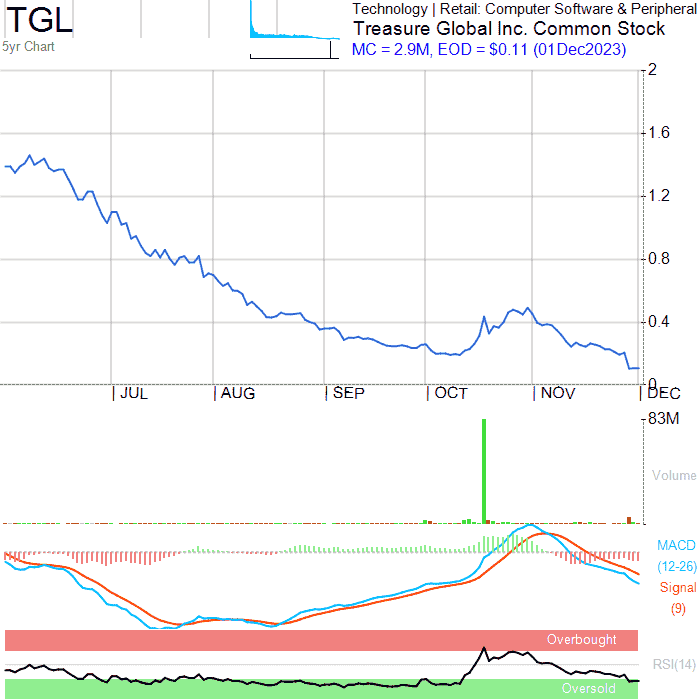 TGL
5yr Chart
Technology | Retail: Computer Software & Peripheral
Treasure Global Inc. Common Stock
MC = 2.9M, EOD = $0.11 (01Dec2023)
2
1.6
1.2
0.8
0.4
0
JUL AUG SEP OCT NOV DEC
83M
Volume
MACD
(12-26)
Signal
(9)
Overbought
RSI(14)
Oversold